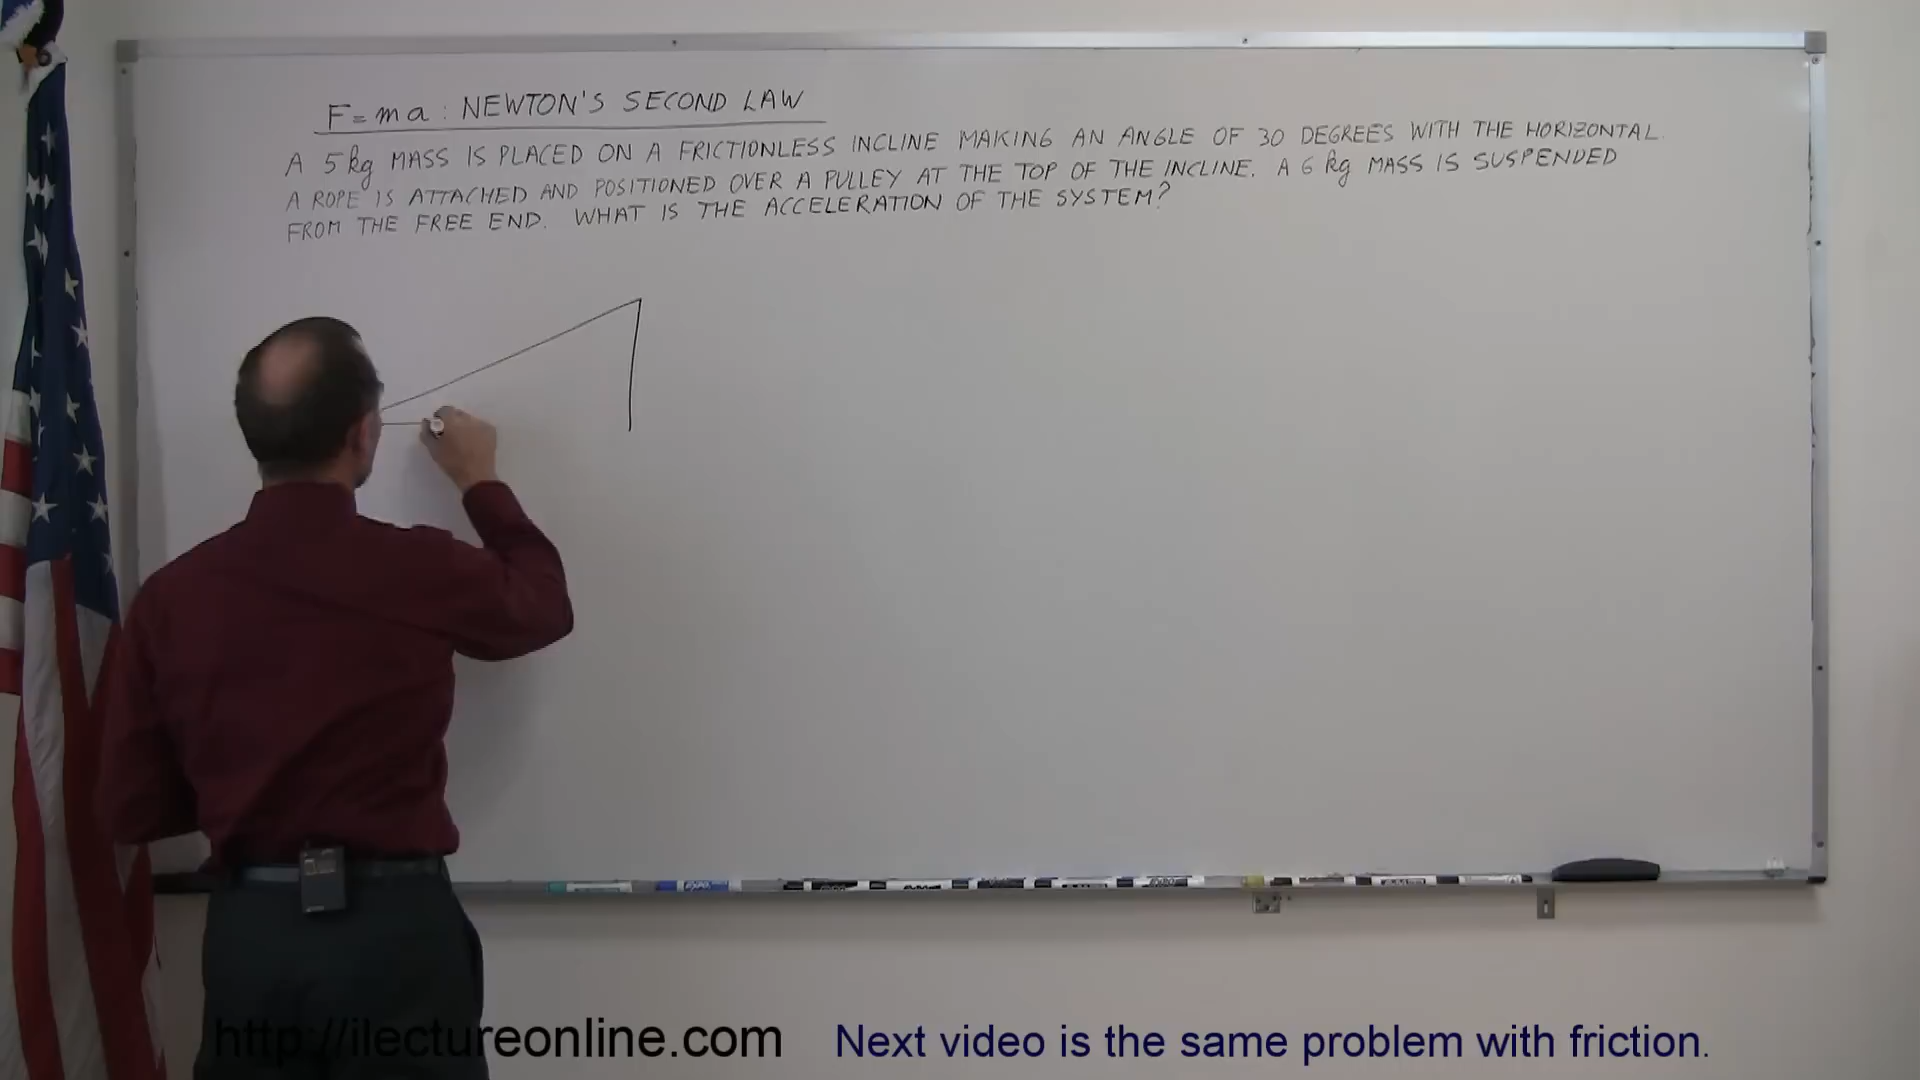 F = ma : NEWTON'S SECOND LAW
A 5 kg MASS IS PLACED ON A FRICTIONLESS INCLINE MAKING AN ANGLE OF 30 DEGREES WITH THE HORIZONTAL.
A ROPE IS ATTACHED AND POSITIONED OVER A PULLEY AT THE TOP OF THE INCLINE. A 6 kg MASS IS SUSPENDED
FROM THE FREE END. WHAT IS THE ACCELERATION OF THE SYSTEM?
http://ilectureonline.com
Next video is the same problem with friction.